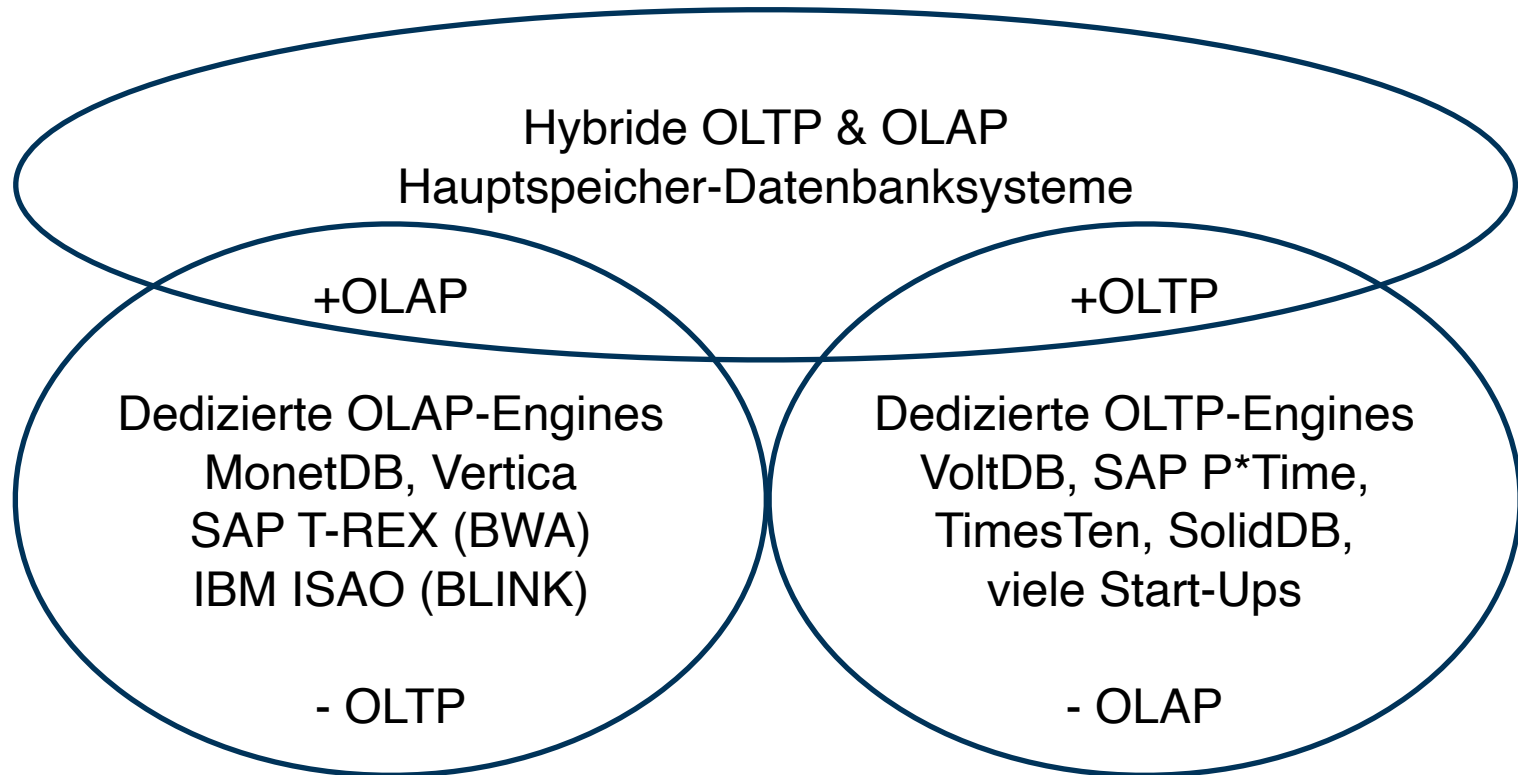 Hybride OLTP & OLAP
Hauptspeicher-Datenbanksysteme
+OLAP
+OLTP
Dedizierte OLAP-Engines
MonetDB, Vertica
SAP T-REX (BWA)
IBM ISAO (BLINK)
- OLTP
Dedizierte OLTP-Engines
VoltDB, SAP P*Time,
TimesTen, SolidDB,
viele Start-Ups
- OLAP